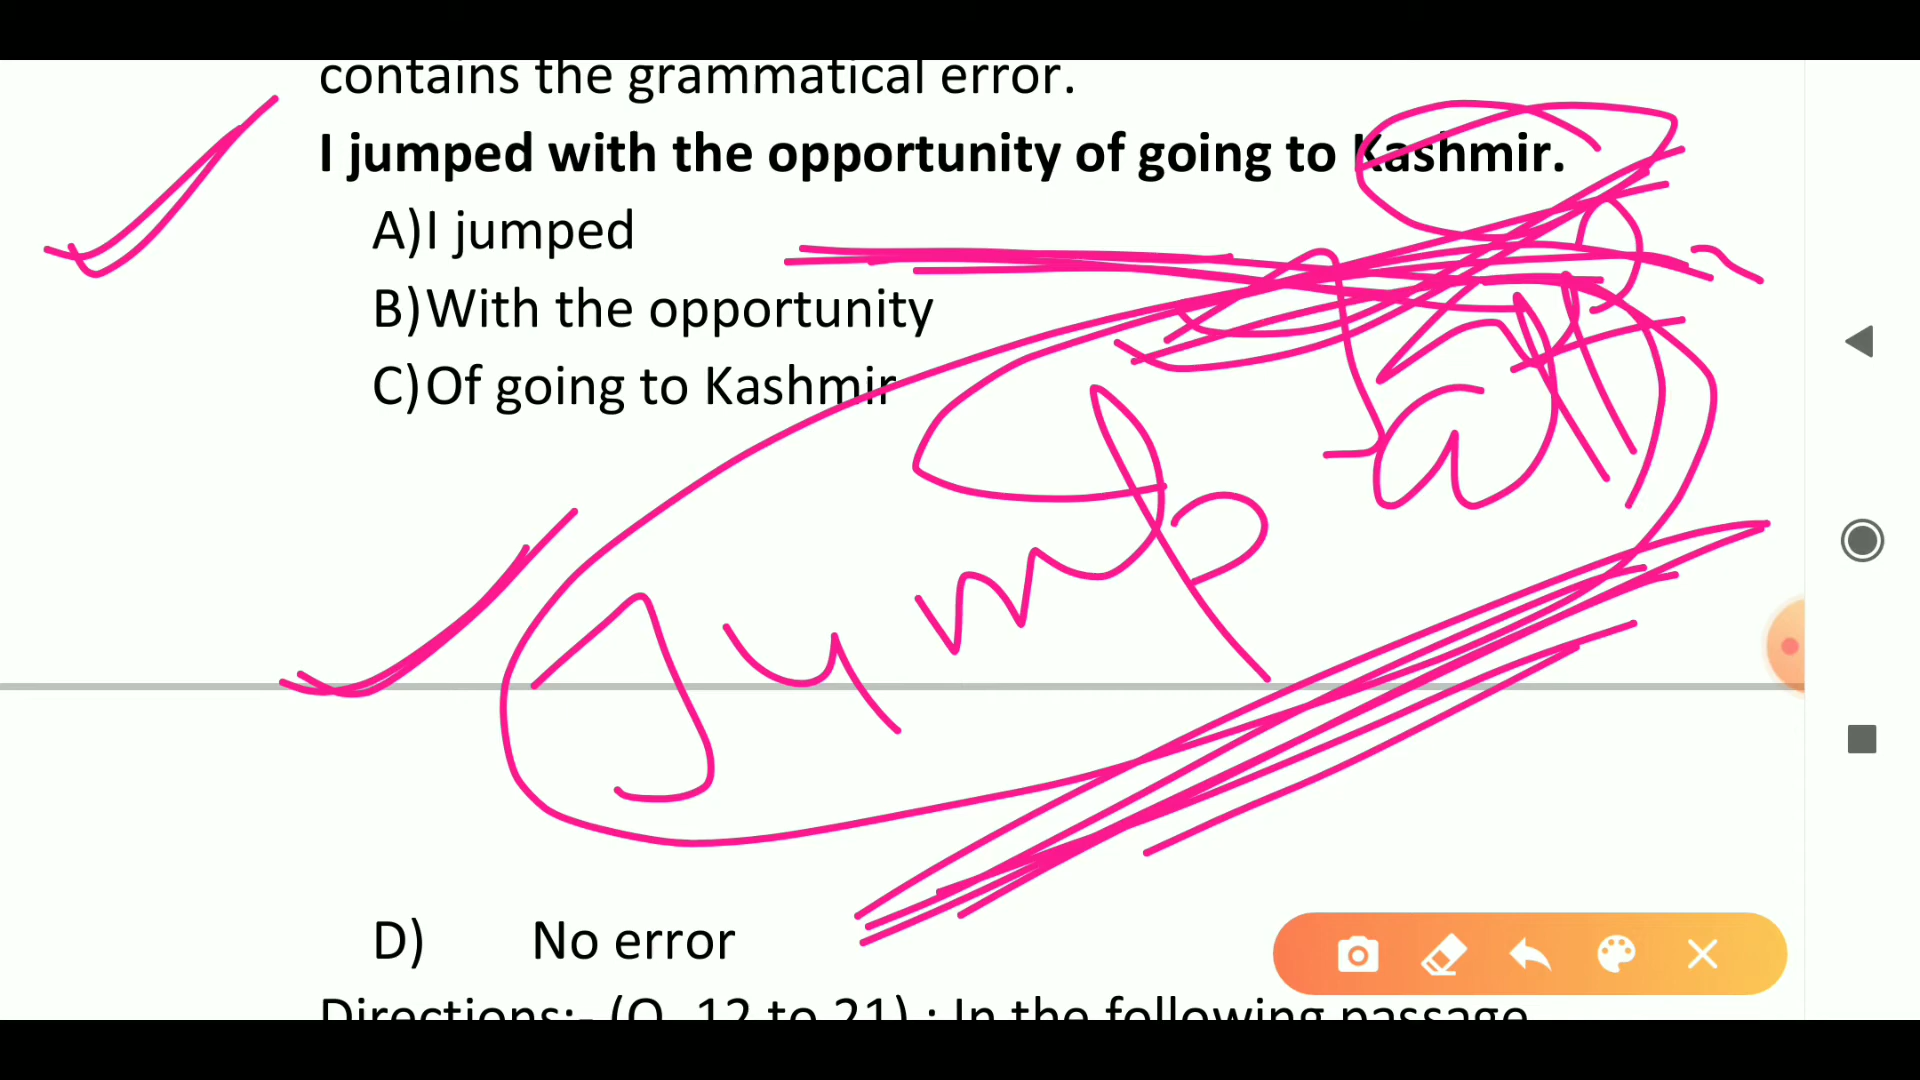 contains the grammatical error.
I jumped with the opportunity of going to Kashmir.
A) I jumped
B) With the opportunity
C) Of going to Kashmir
Jump at
D) No error
Directions:- (Q. 12 to 21) : In the following passage